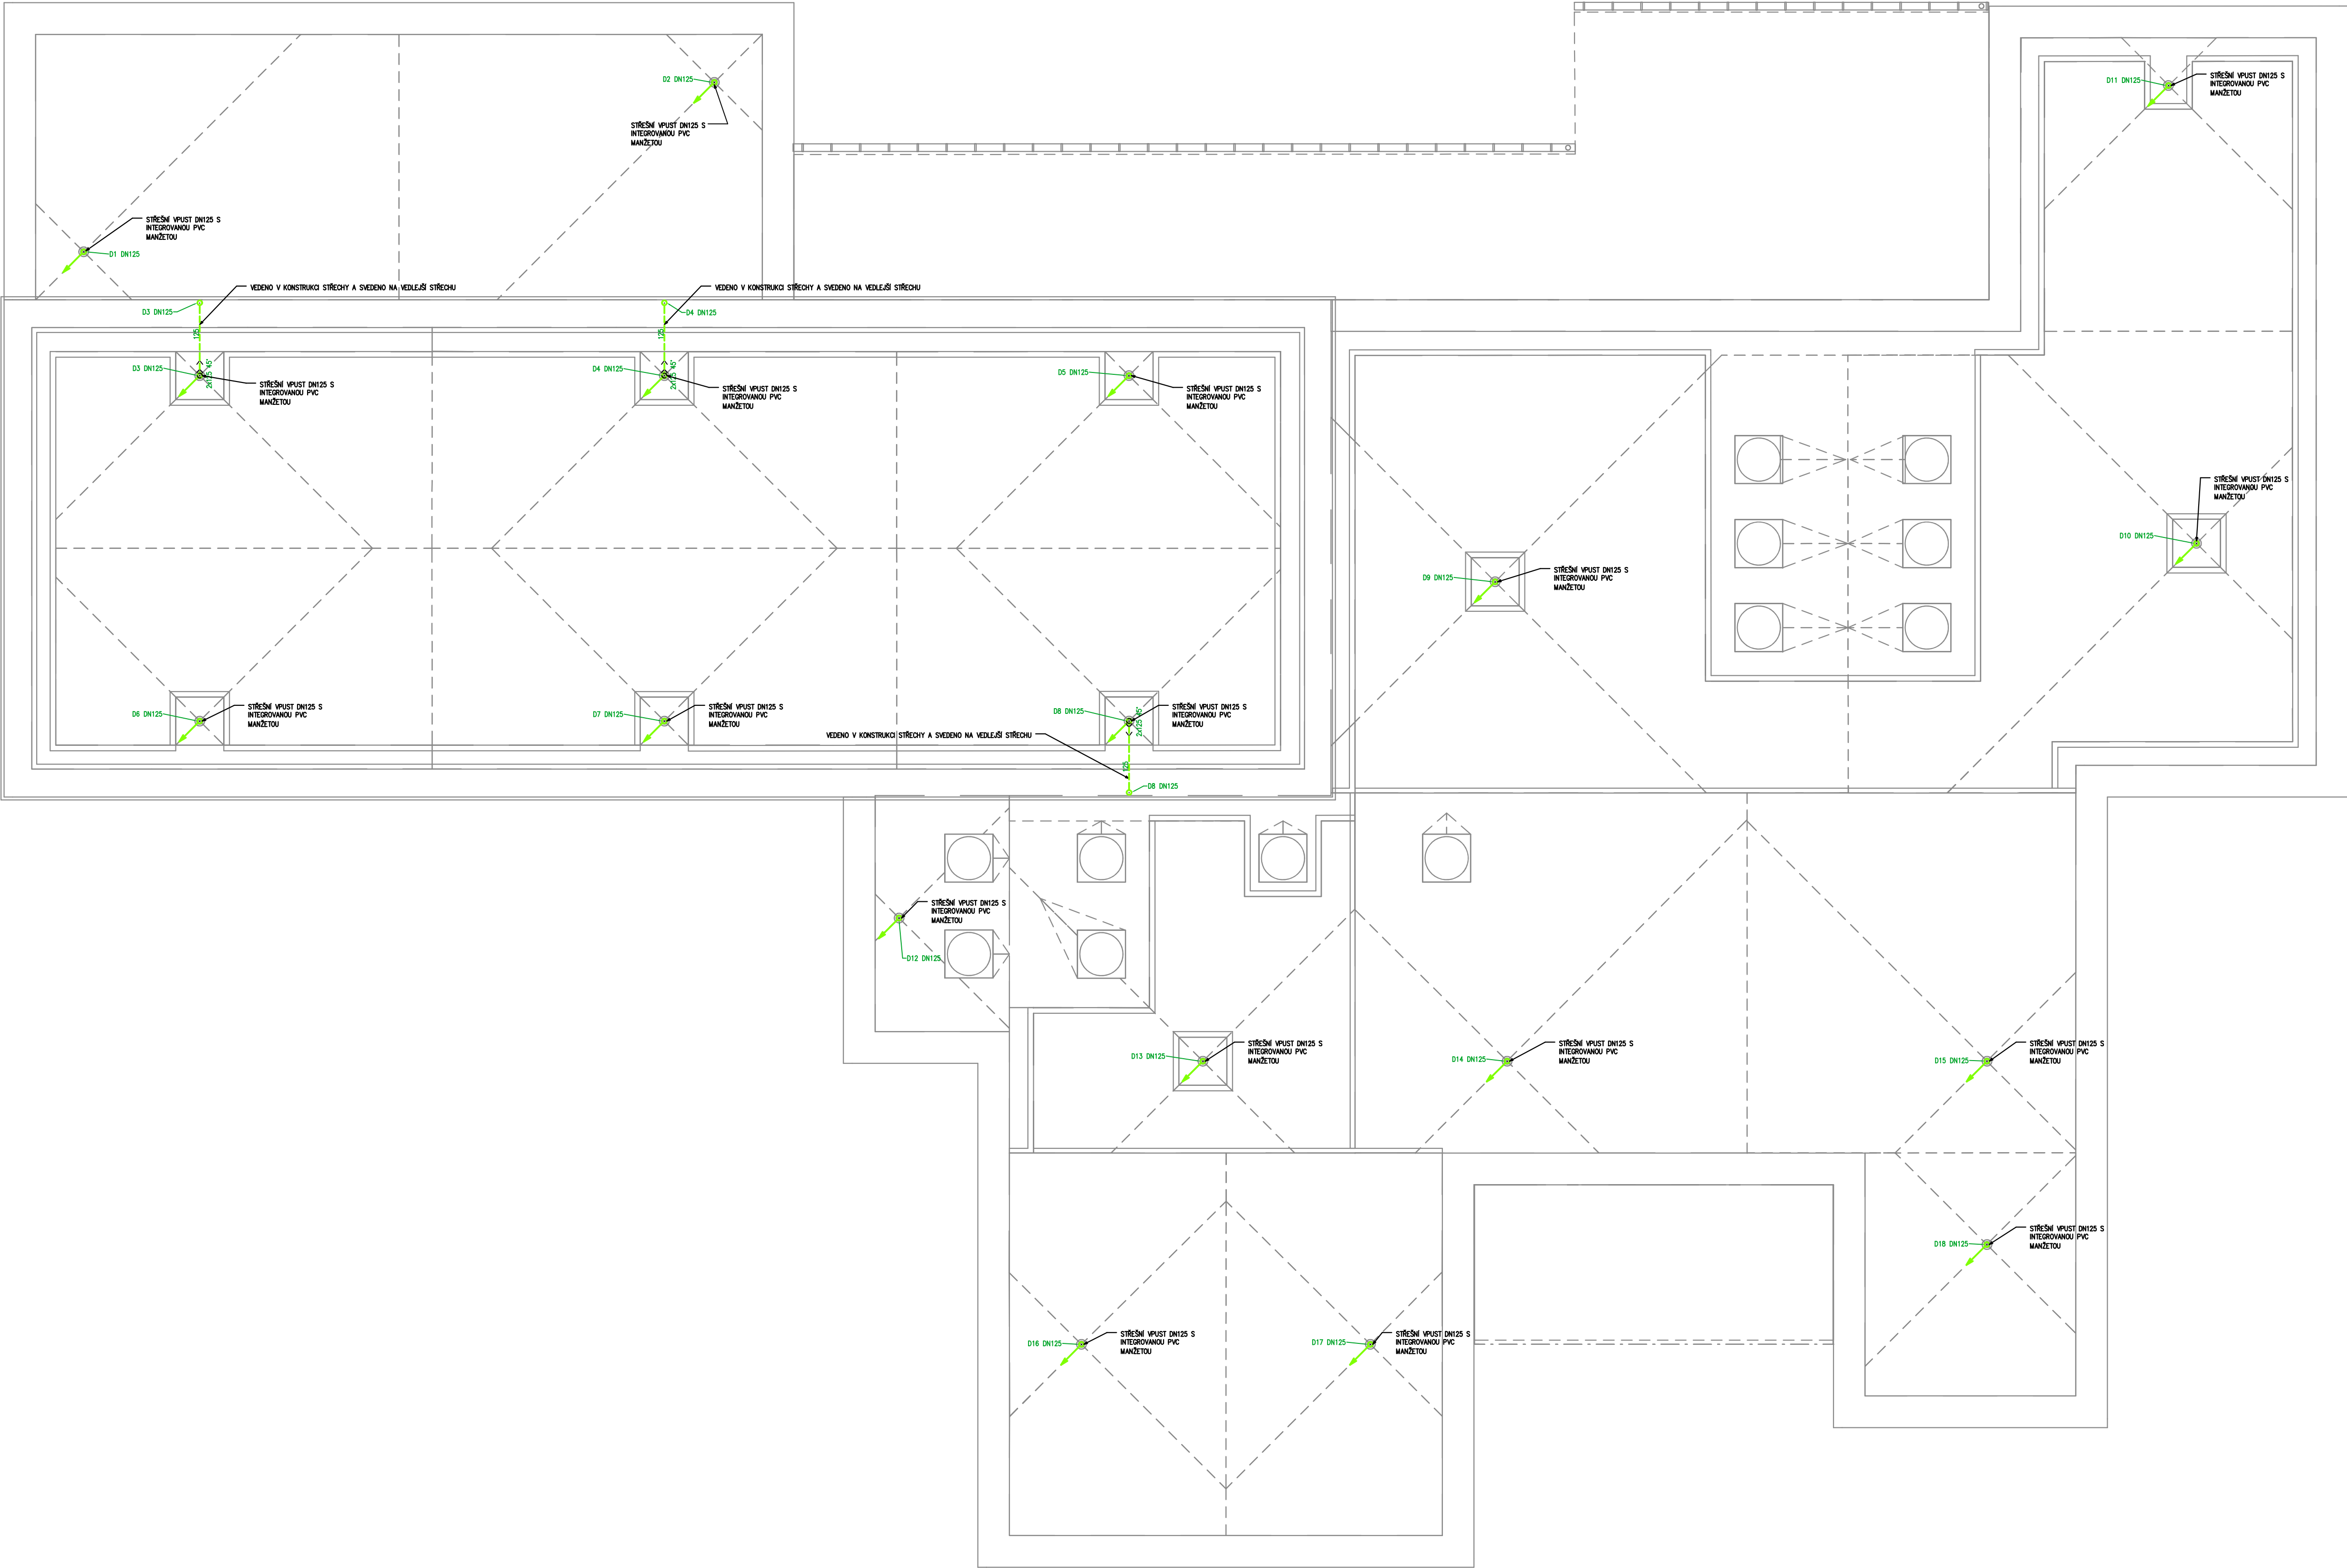 D2 DN125
STŘEŠNÍ VPUST DN125 S
INTEGROVANOU PVC
MANŽETOU
D11 DN125
STŘEŠNÍ VPUST DN125 S
INTEGROVANOU PVC
MANŽETOU
STŘEŠNÍ VPUST DN125 S
INTEGROVANOU PVC
MANŽETOU
D1 DN125
VEDENO V KONSTRUKCI STŘECHY A SVEDENO NA VEDLEJŠÍ STŘECHU
VEDENO V KONSTRUKCI STŘECHY A SVEDENO NA VEDLEJŠÍ STŘECHU
D3 DN125
D4 DN125
125
125
D3 DN125
2x125 45°
STŘEŠNÍ VPUST DN125 S
INTEGROVANOU PVC
MANŽETOU
D4 DN125
2x125 45°
STŘEŠNÍ VPUST DN125 S
INTEGROVANOU PVC
MANŽETOU
D5 DN125
STŘEŠNÍ VPUST DN125 S
INTEGROVANOU PVC
MANŽETOU
D10 DN125
STŘEŠNÍ VPUST DN125 S
INTEGROVANOU PVC
MANŽETOU
D9 DN125
STŘEŠNÍ VPUST DN125 S
INTEGROVANOU PVC
MANŽETOU
D6 DN125
STŘEŠNÍ VPUST DN125 S
INTEGROVANOU PVC
MANŽETOU
D7 DN125
STŘEŠNÍ VPUST DN125 S
INTEGROVANOU PVC
MANŽETOU
D8 DN125
2x125 45°
STŘEŠNÍ VPUST DN125 S
INTEGROVANOU PVC
MANŽETOU
VEDENO V KONSTRUKCI STŘECHY A SVEDENO NA VEDLEJŠÍ STŘECHU
125
D8 DN125
STŘEŠNÍ VPUST DN125 S
INTEGROVANOU PVC
MANŽETOU
D12 DN125
D13 DN125
STŘEŠNÍ VPUST DN125 S
INTEGROVANOU PVC
MANŽETOU
D14 DN125
STŘEŠNÍ VPUST DN125 S
INTEGROVANOU PVC
MANŽETOU
D15 DN125
STŘEŠNÍ VPUST DN125 S
INTEGROVANOU PVC
MANŽETOU
D18 DN125
STŘEŠNÍ VPUST DN125 S
INTEGROVANOU PVC
MANŽETOU
D16 DN125
STŘEŠNÍ VPUST DN125 S
INTEGROVANOU PVC
MANŽETOU
D17 DN125
STŘEŠNÍ VPUST DN125 S
INTEGROVANOU PVC
MANŽETOU